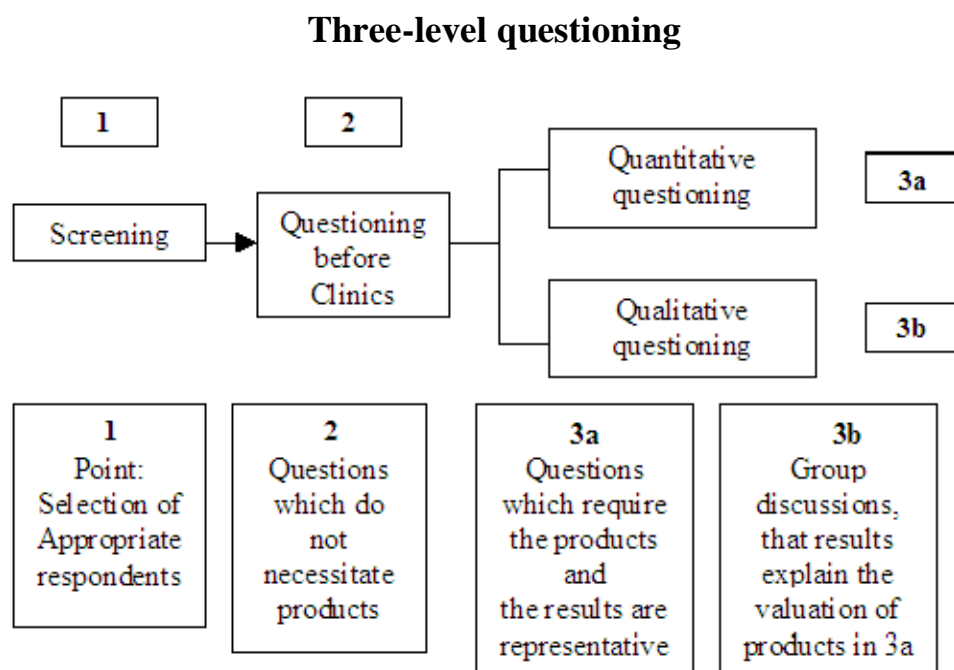 Three-level questioning
1
2
Quantitative
questioning
3a
Screening
Questioning
before
Clinics
Qualitative
questioning
3b
1
Point:
Selection of
Appropriate
respondents
2
Questions
which do
not
necessitate
products
3a
Questions
which require
the products
and
the results are
representative
3b
Group
discussions,
that results
explain the
valuation of
products in 3a